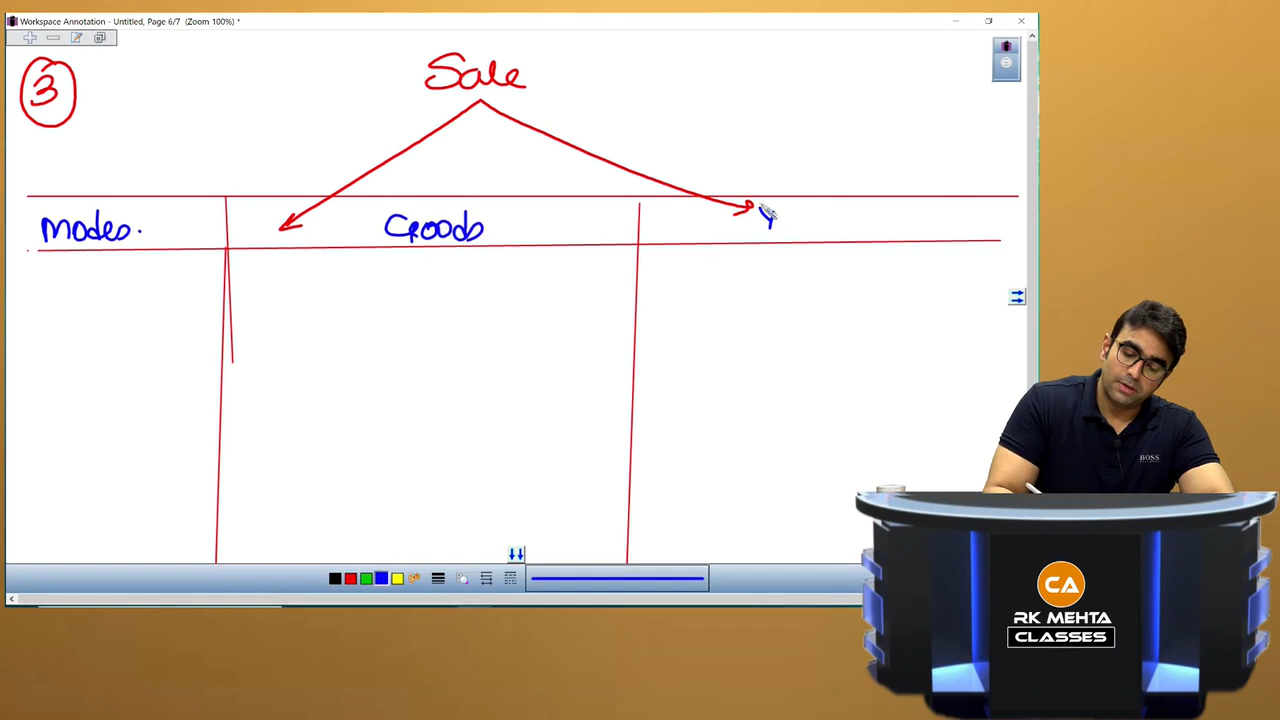 Workspace Annotation - Untitled, Page 6/7 (Zoom 100%) *
3
Sale
Modes. Goods
BOSS
CA
RK MEHTA
CLASSES